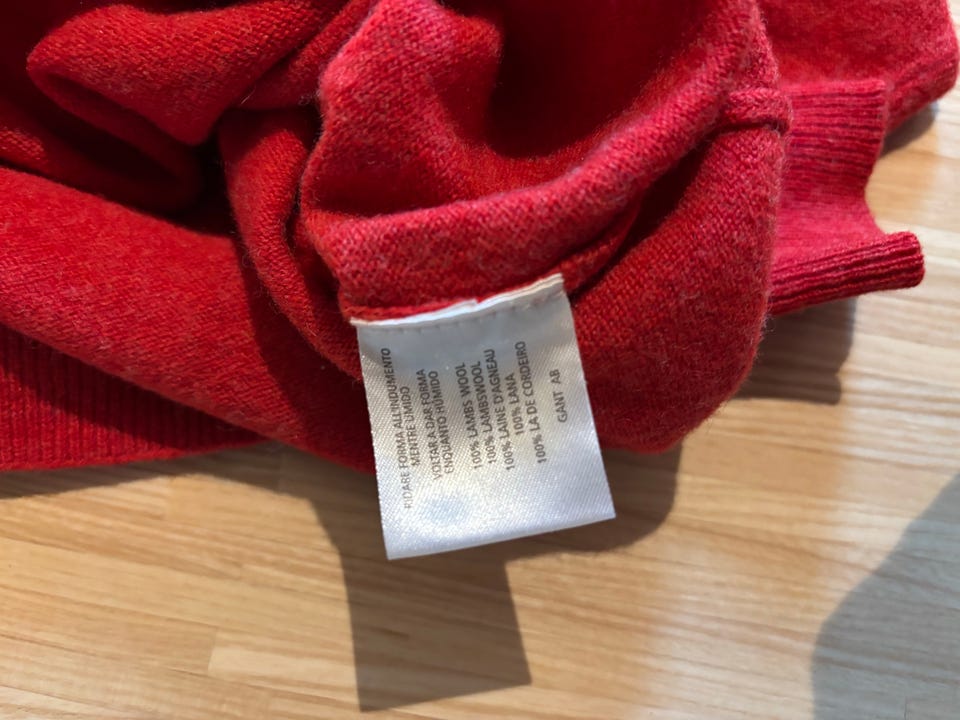 RIDARE FORMA ALL'INDUMENTO
MENTRE UMIDO
VOLTAR A DAR FORMA
ENQUANTO HÚMIDO
100% LAMBS WOOL
100% LAMBSWOOL
100% LAINE D'AGNEAU
100% LANA
100% LA DE CORDEIRO
GANT AB